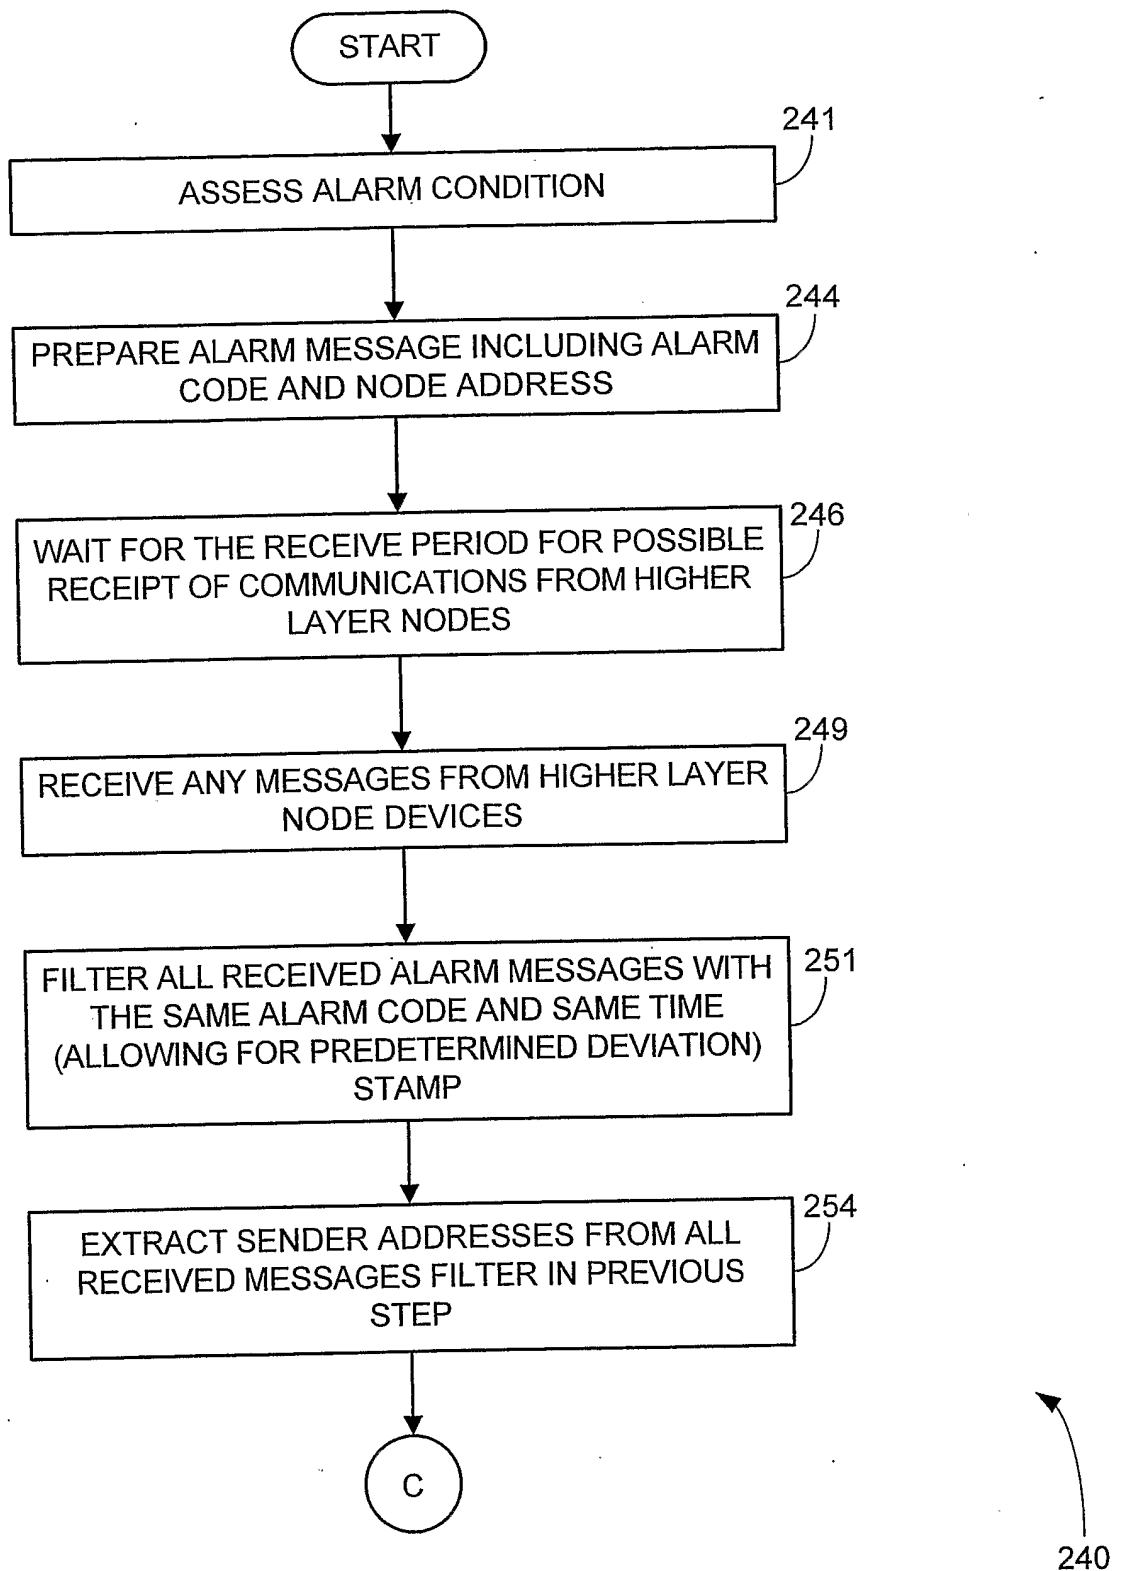 START
241
ASSESS ALARM CONDITION
244
PREPARE ALARM MESSAGE INCLUDING ALARM
CODE AND NODE ADDRESS
246
WAIT FOR THE RECEIVE PERIOD FOR POSSIBLE
RECEIPT OF COMMUNICATIONS FROM HIGHER
LAYER NODES
249
RECEIVE ANY MESSAGES FROM HIGHER LAYER
NODE DEVICES
251
FILTER ALL RECEIVED ALARM MESSAGES WITH
THE SAME ALARM CODE AND SAME TIME
(ALLOWING FOR PREDETERMINED DEVIATION)
STAMP
254
EXTRACT SENDER ADDRESSES FROM ALL
RECEIVED MESSAGES FILTER IN PREVIOUS
STEP
C
240